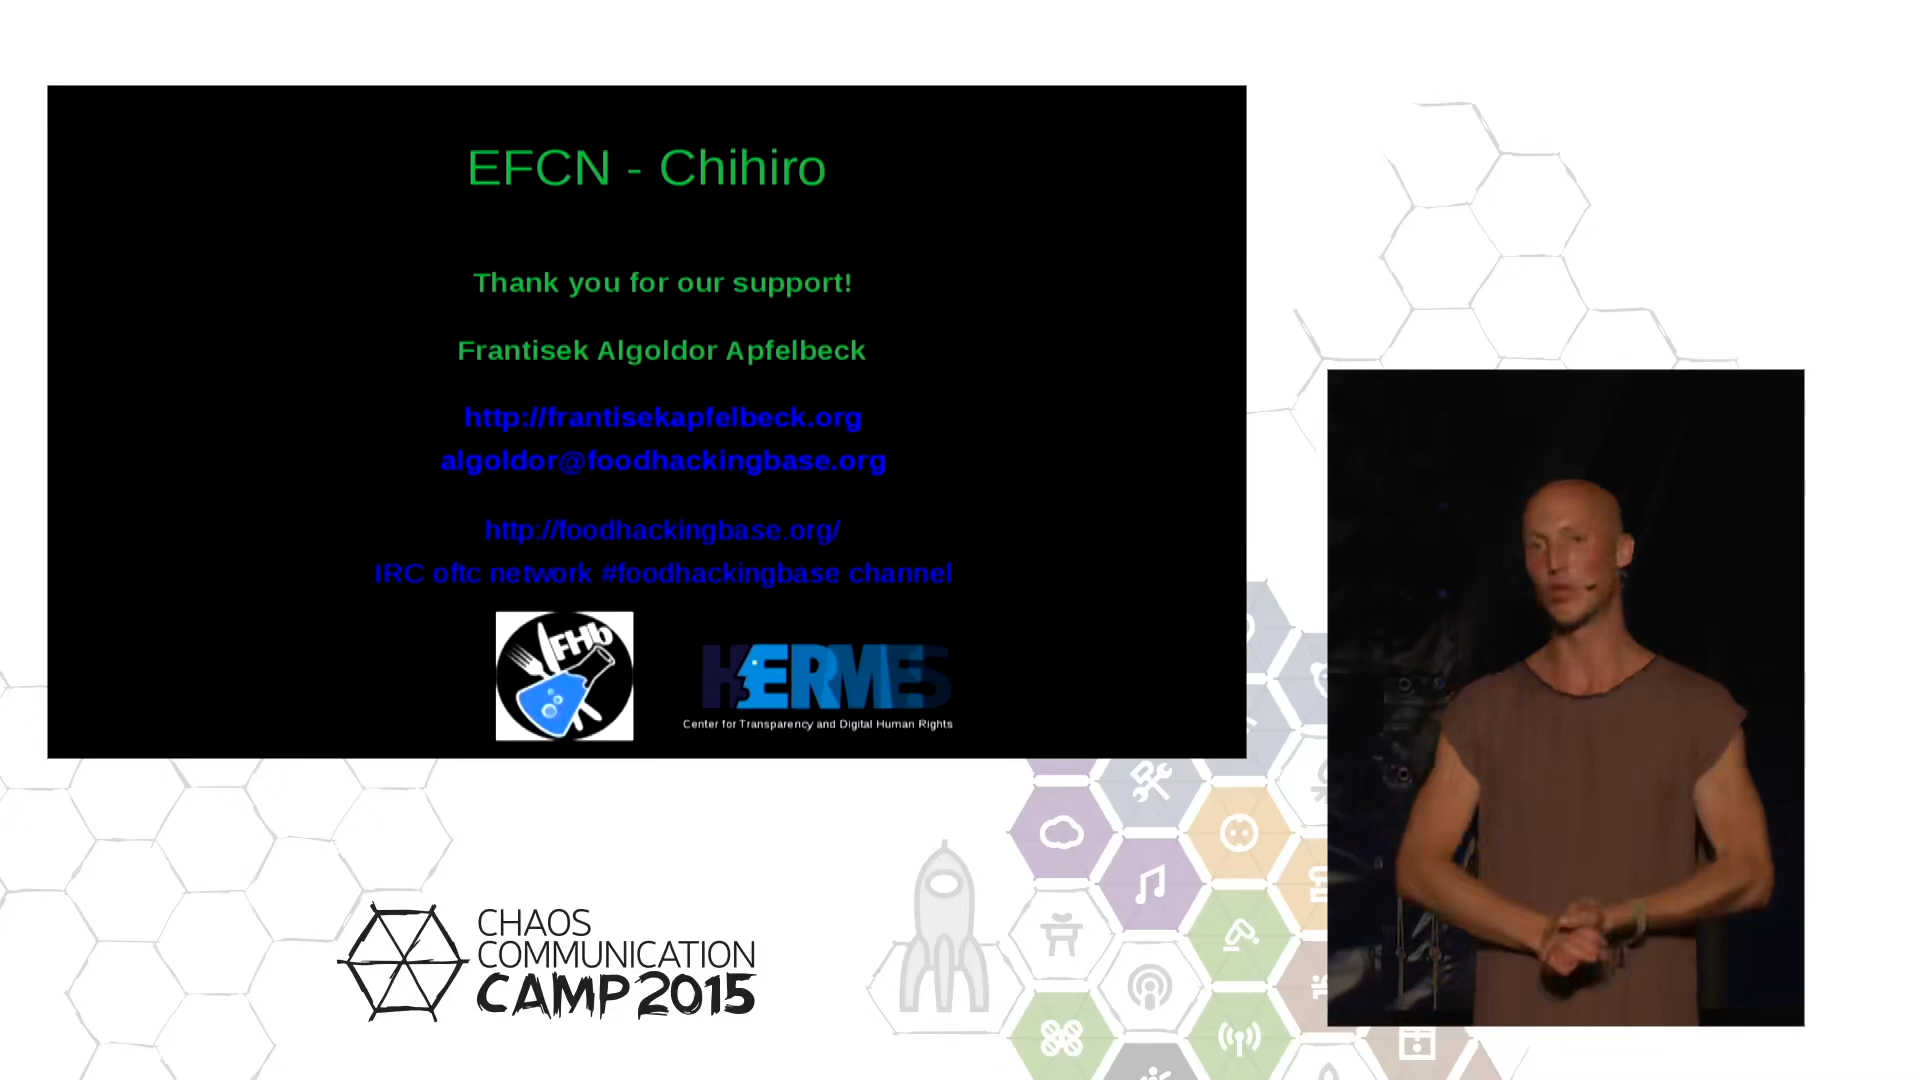 EFCN - Chihiro
Thank you for our support!
Frantisek Algoldor Apfelbeck
http://frantisekapfelbeck.org
algoldor@foodhackingbase.org
http://foodhackingbase.org/
IRC oftc network #foodhackingbase channel
FHb
HERMES
Center for Transparency and Digital Human Rights
CHAOS
COMMUNICATION
CAMP 2015